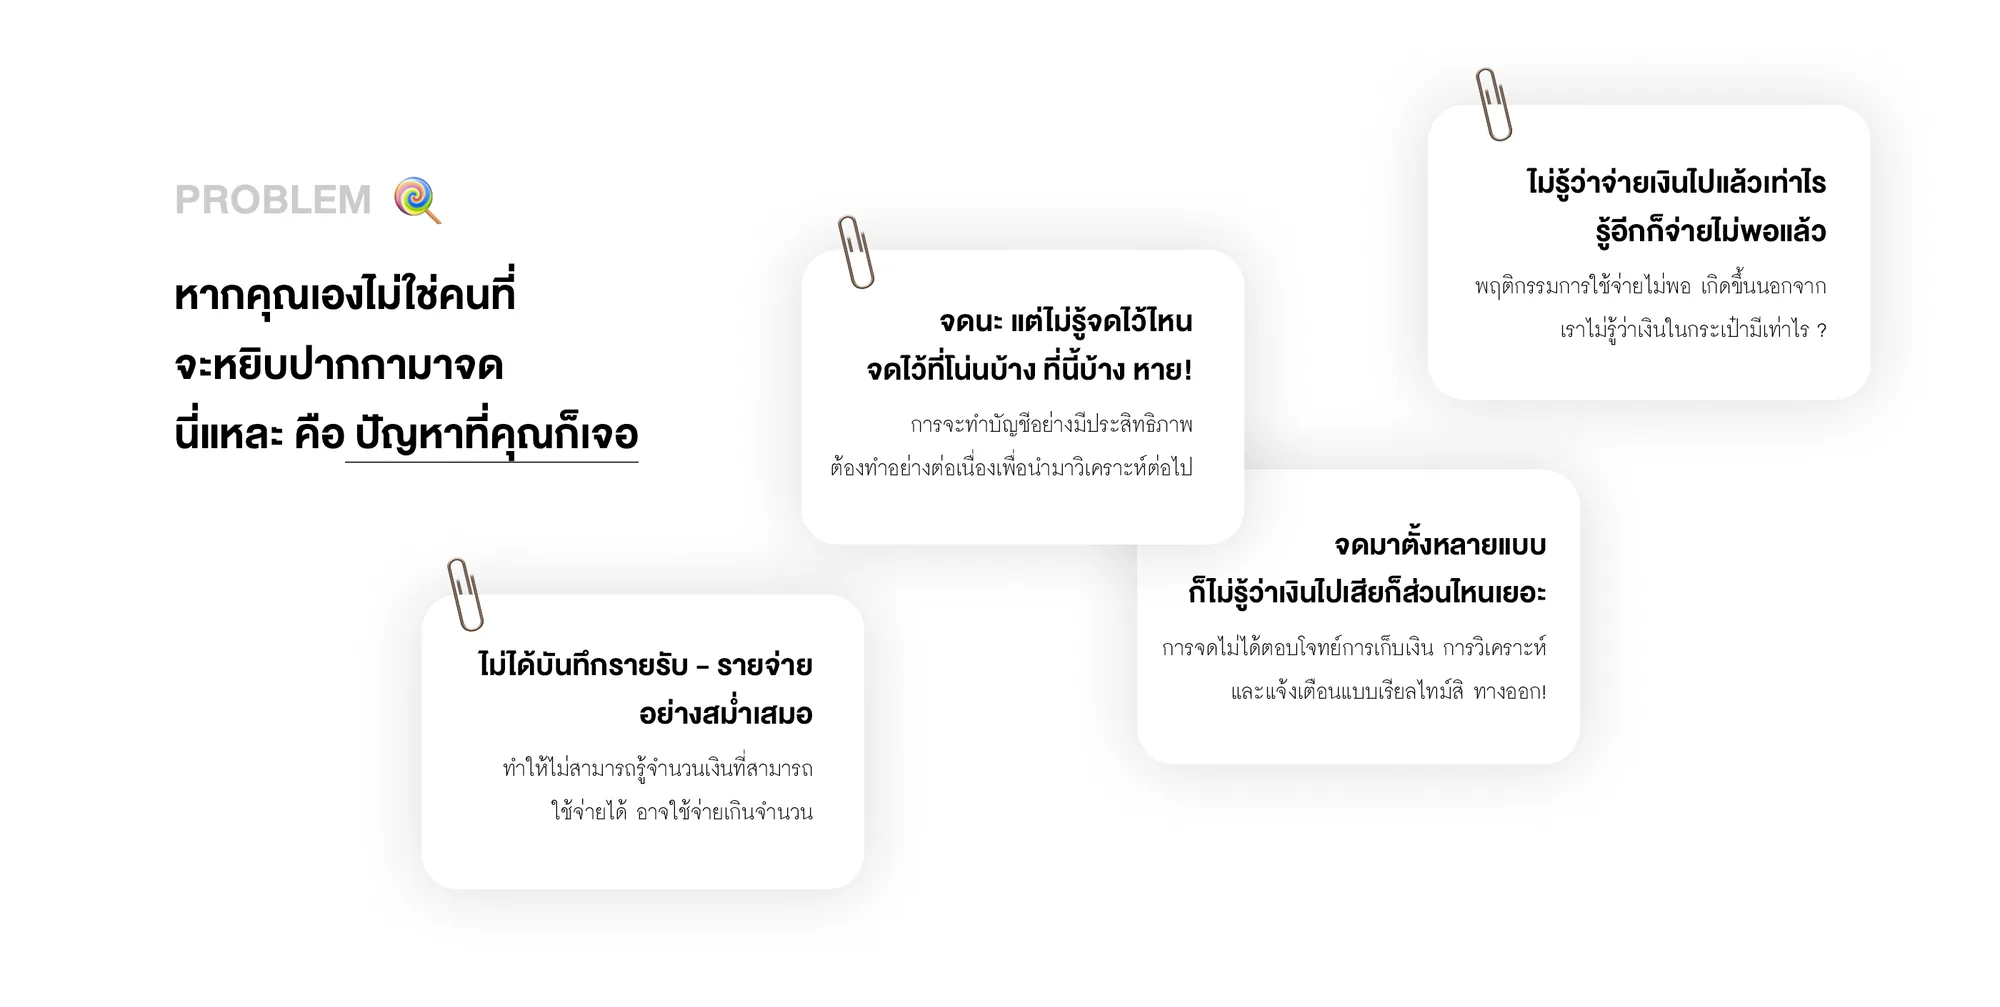 PROBLEM
หากคุณเองไม่ใช่คนที่
จะหยิบปากกามาจด
นี่แหละ คือ ปัญหาที่คุณก็เจอ
ไม่ได้บันทึกรายรับ - รายจ่าย
อย่างสม่ำเสมอ
ทำให้ไม่สามารถรู้จำนวนเงินที่สามารถ
ใช้จ่ายได้ อาจใช้จ่ายเกินจำนวน
จดนะ แต่ไม่รู้จดไว้ไหน
จดไว้ที่โน่นบ้าง ที่นี้บ้าง หาย!
การจะทำบัญชีอย่างมีประสิทธิภาพ
ต้องทำอย่างต่อเนื่องเพื่อนำมาวิเคราะห์ต่อไป
จดมาตั้งหลายแบบ
ก็ไม่รู้ว่าเงินไปเสียก็ส่วนไหนเยอะ
การจดไม่ได้ตอบโจทย์การเก็บเงิน การวิเคราะห์
และแจ้งเตือนแบบเรียลไทม์สิ ทางออก!
ไม่รู้ว่าจ่ายเงินไปแล้วเท่าไร
รู้อีกก็จ่ายไม่พอแล้ว
พฤติกรรมการใช้จ่ายไม่พอ เกิดขึ้นนอกจาก
เราไม่รู้ว่าเงินในกระเป๋ามีเท่าไร ?